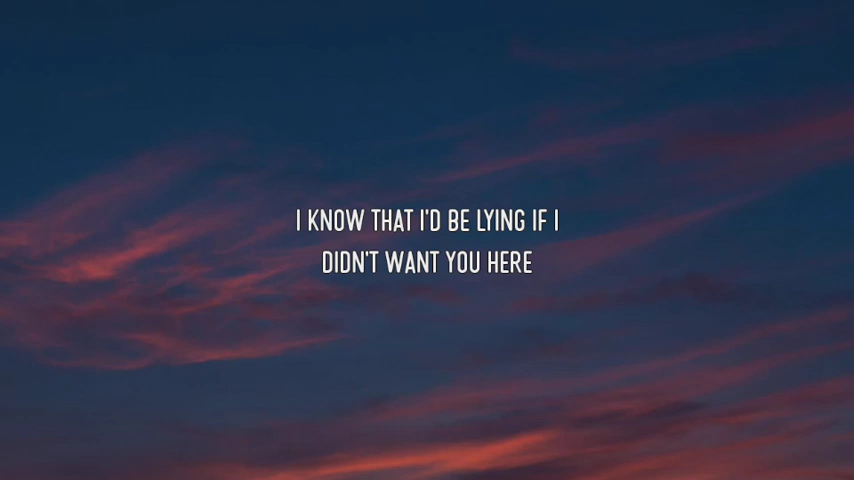 I KNOW THAT I'D BE LYING IF I
DIDN'T WANT YOU HERE